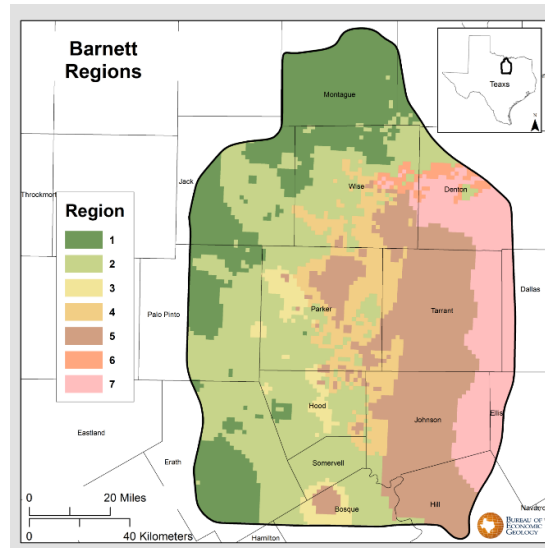 Barnett
Regions
Teaxs
N
Montague
Jack
Wise
Denton
Throckmort
Region
1
2
3
4
5
6
7
Palo Pinto
Parker
Tarrant
Dallas
Hood
Johnson
Ellis
Eastland
Erath
Somervell
Bosque
Hill
Navarro
Hamilton
0 20 Miles
0 40 Kilometers
BUREAU OF
ECONOMIC
GEOLOGY